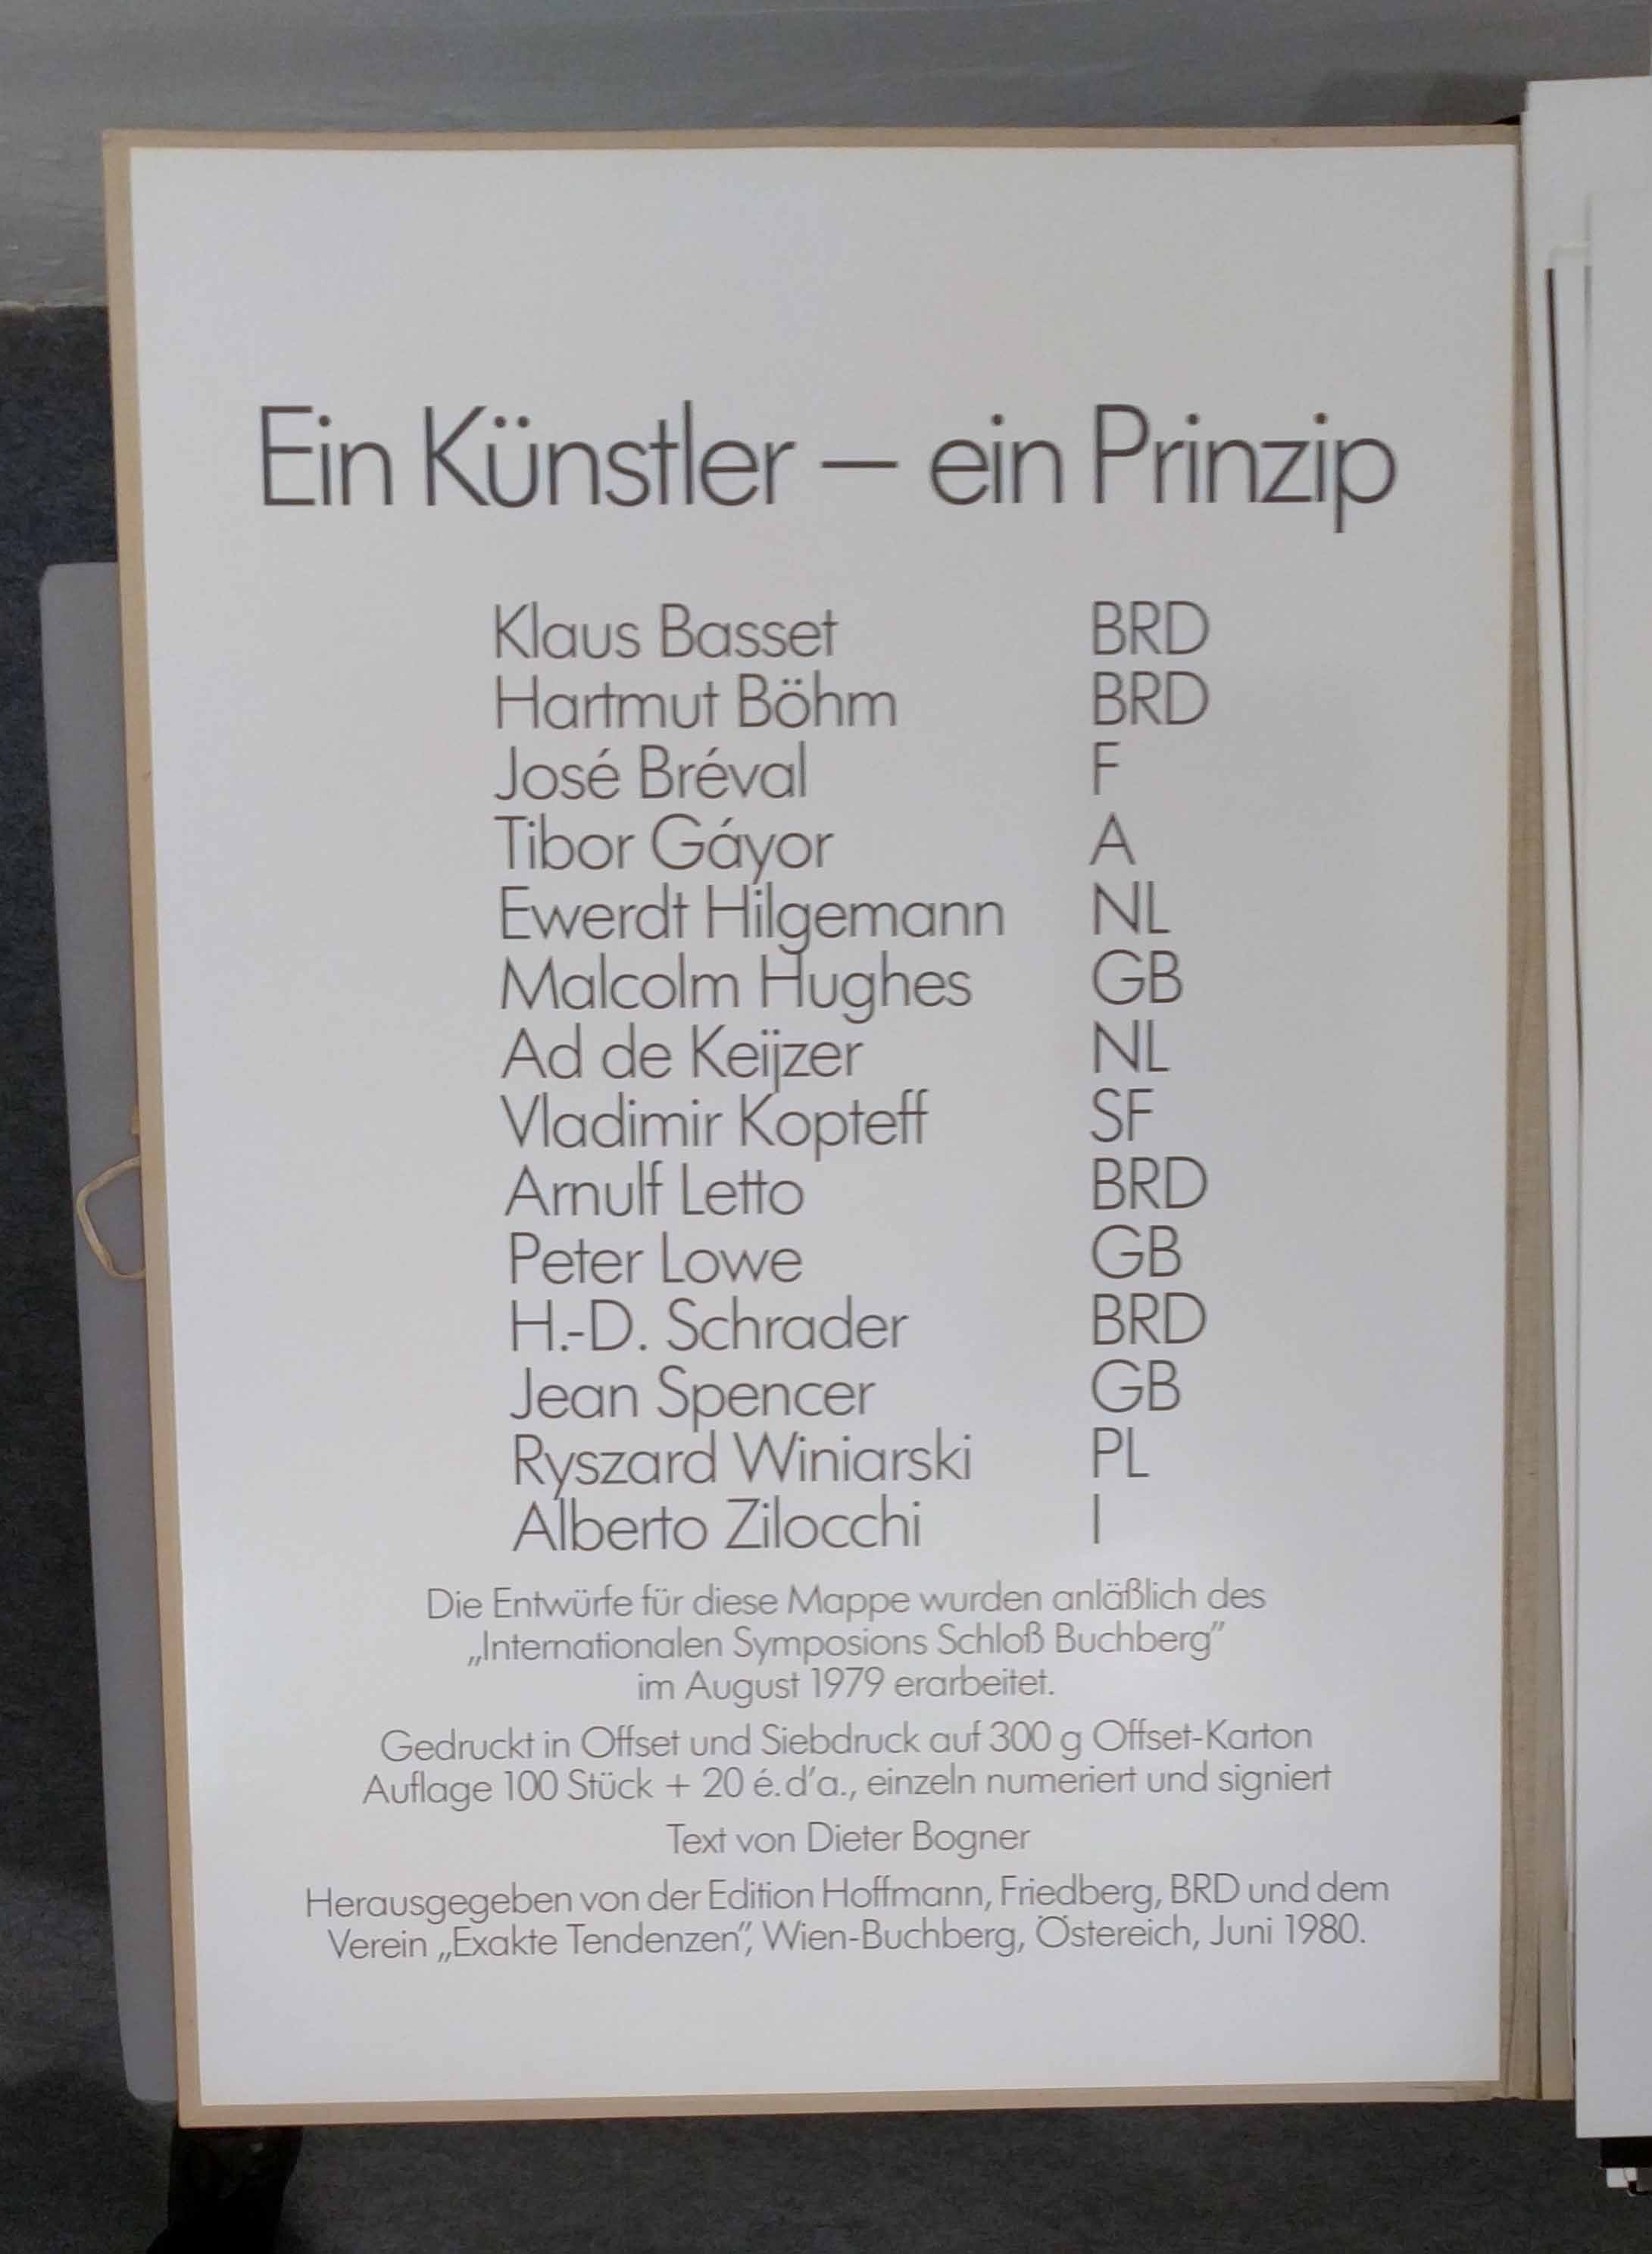 Ein Künstler – ein Prinzip
Klaus Basset BRD
Hartmut Böhm BRD
José Bréval F
Tibor Gáyor A
Ewerdt Hilgemann NL
Malcolm Hughes GB
Ad de Keijzer NL
Vladimir Kopteff SF
Arnulf Letto BRD
Peter Lowe GB
H.-D. Schrader BRD
Jean Spencer GB
Ryszard Winiarski PL
Alberto Zilocchi I
Die Entwürfe für diese Mappe wurden anläßlich des
„Internationalen Symposions Schloß Buchberg”
im August 1979 erarbeitet.
Gedruckt in Offset und Siebdruck auf 300 g Offset-Karton
Auflage 100 Stück + 20 é.d’a., einzeln numeriert und signiert
Text von Dieter Bogner
Herausgegeben von der Edition Hoffmann, Friedberg, BRD und dem
Verein „Exakte Tendenzen”, Wien-Buchberg, Östereich, Juni 1980.